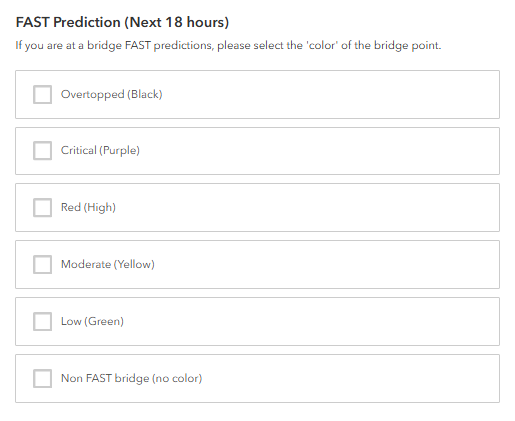 FAST Prediction (Next 18 hours)
If you are at a bridge FAST predictions, please select the 'color' of the bridge point.
Overtopped (Black)
Critical (Purple)
Red (High)
Moderate (Yellow)
Low (Green)
Non FAST bridge (no color)